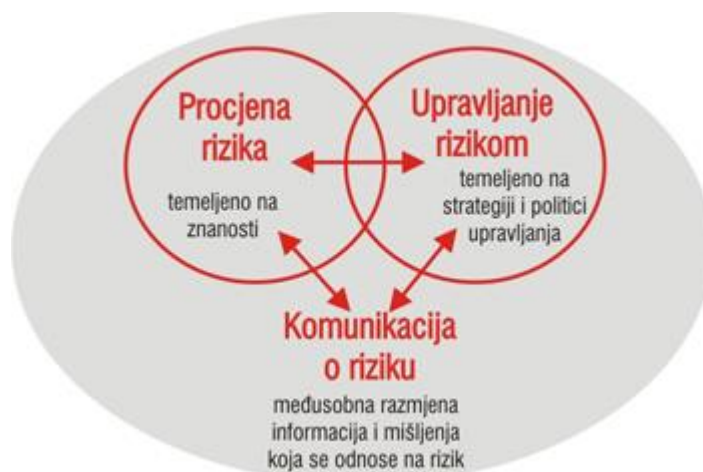 Procjena
rizika
temeljeno na
znanosti
Upravljanje
rizikom
temeljeno na
strategiji i politici
upravljanja
Komunikacija
o riziku
međusobna razmjena
informacija i mišljenja
koja se odnose na rizik